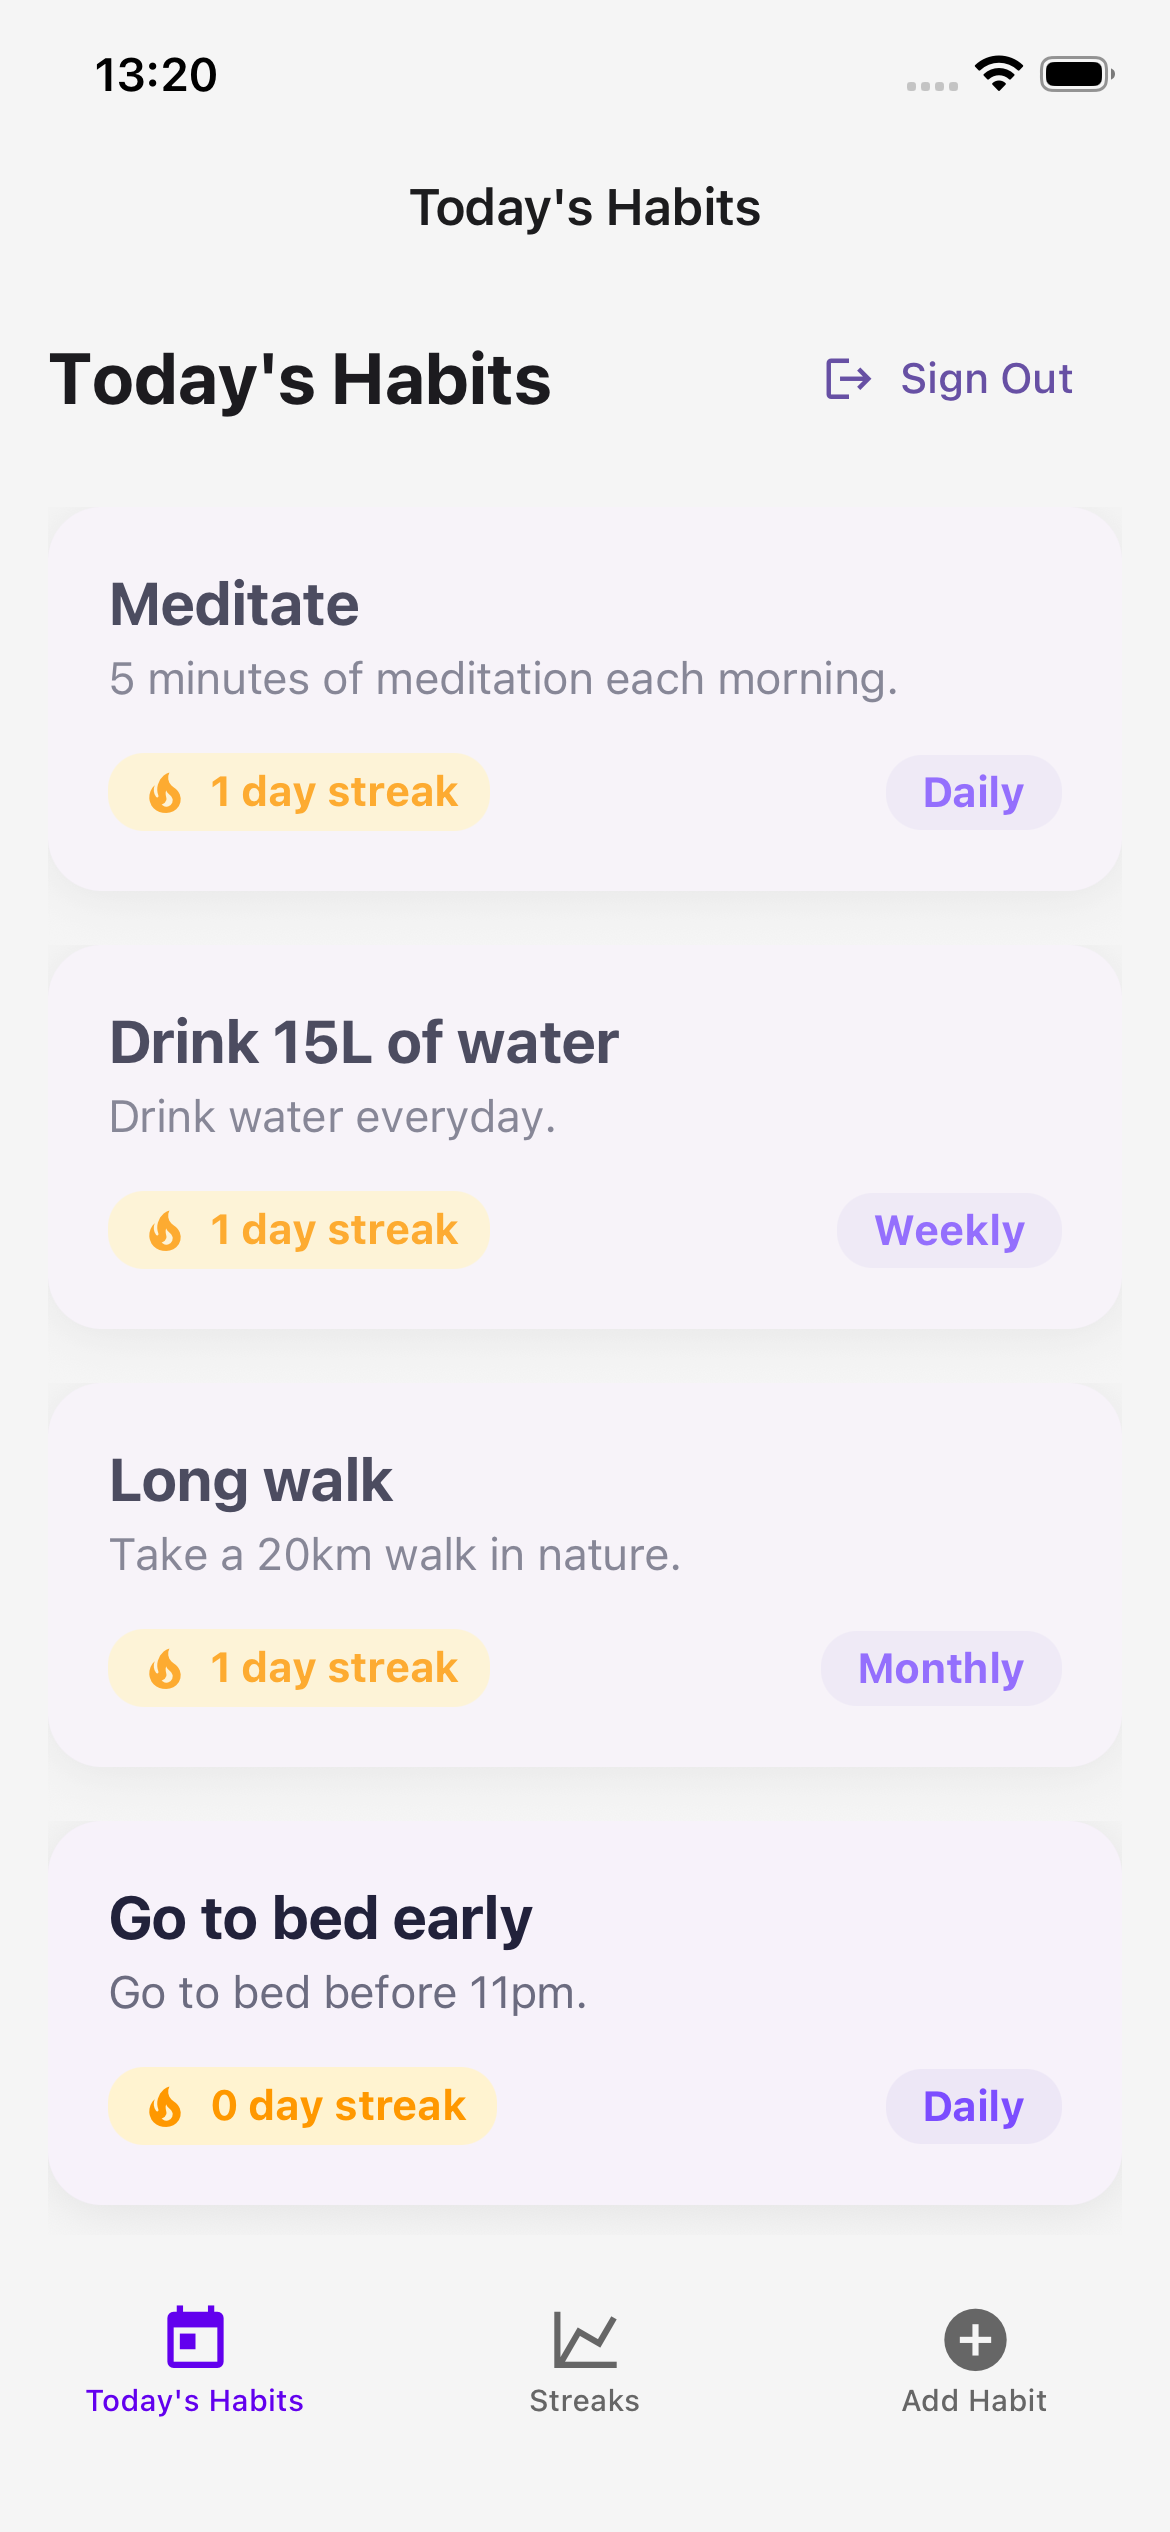 13:20
Today's Habits
Today's Habits
Sign Out
Meditate
5 minutes of meditation each morning.
1 day streak
Daily
Drink 15L of water
Drink water everyday.
1 day streak
Weekly
Long walk
Take a 20km walk in nature.
1 day streak
Monthly
Go to bed early
Go to bed before 11pm.
0 day streak
Daily
Today's Habits
Streaks
Add Habit